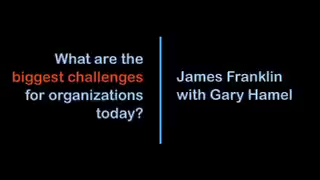 What are the
biggest challenges
for organizations
today?
James Franklin
with Gary Hamel